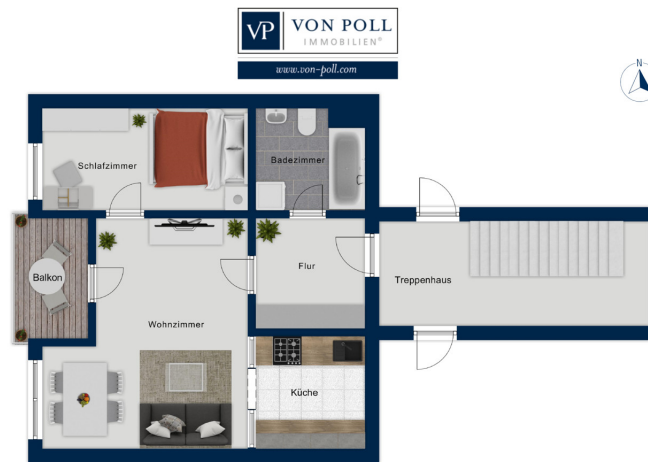 VP VON POLL
IMMOBILIEN®
www.von-poll.com
N
Schlafzimmer
Badezimmer
Balkon
Flur
Treppenhaus
Wohnzimmer
Küche